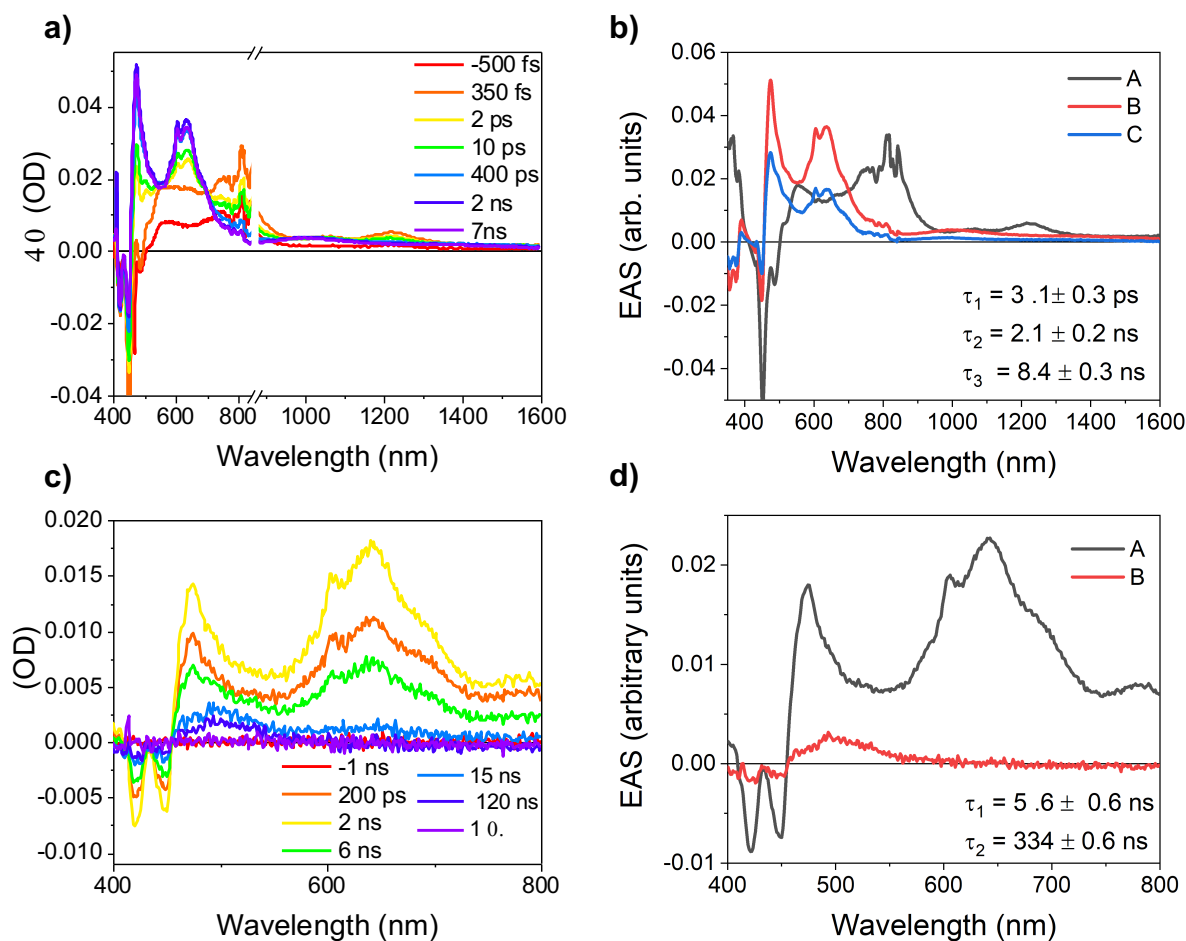 a)
4Ο (OD)
0.04
0.02
0.00
-0.02
-0.04
400 600 800 1000 1200 1400 1600
Wavelength (nm)
-500 fs
350 fs
2 ps
10 ps
400 ps
2 ns
7ns
b)
EAS (arb. units)
0.06
0.04
0.02
0.00
-0.02
-0.04
400 600 800 1000 1200 1400 1600
Wavelength (nm)
A
B
C
τ1 = 3 .1± 0.3 ps
τ2 = 2.1 ± 0.2 ns
τ3 = 8.4 ± 0.3 ns
c)
(OD)
0.020
0.015
0.010
0.005
0.000
-0.005
-0.010
400 600 800
Wavelength (nm)
-1 ns
200 ps
2 ns
6 ns
15 ns
120 ns
1 0.
d)
EAS (arbitrary units)
0.02
0.01
0.00
-0.01
400 500 600 700 800
Wavelength (nm)
A
B
τ1 = 5 .6 ± 0.6 ns
τ2 = 334 ± 0.6 ns